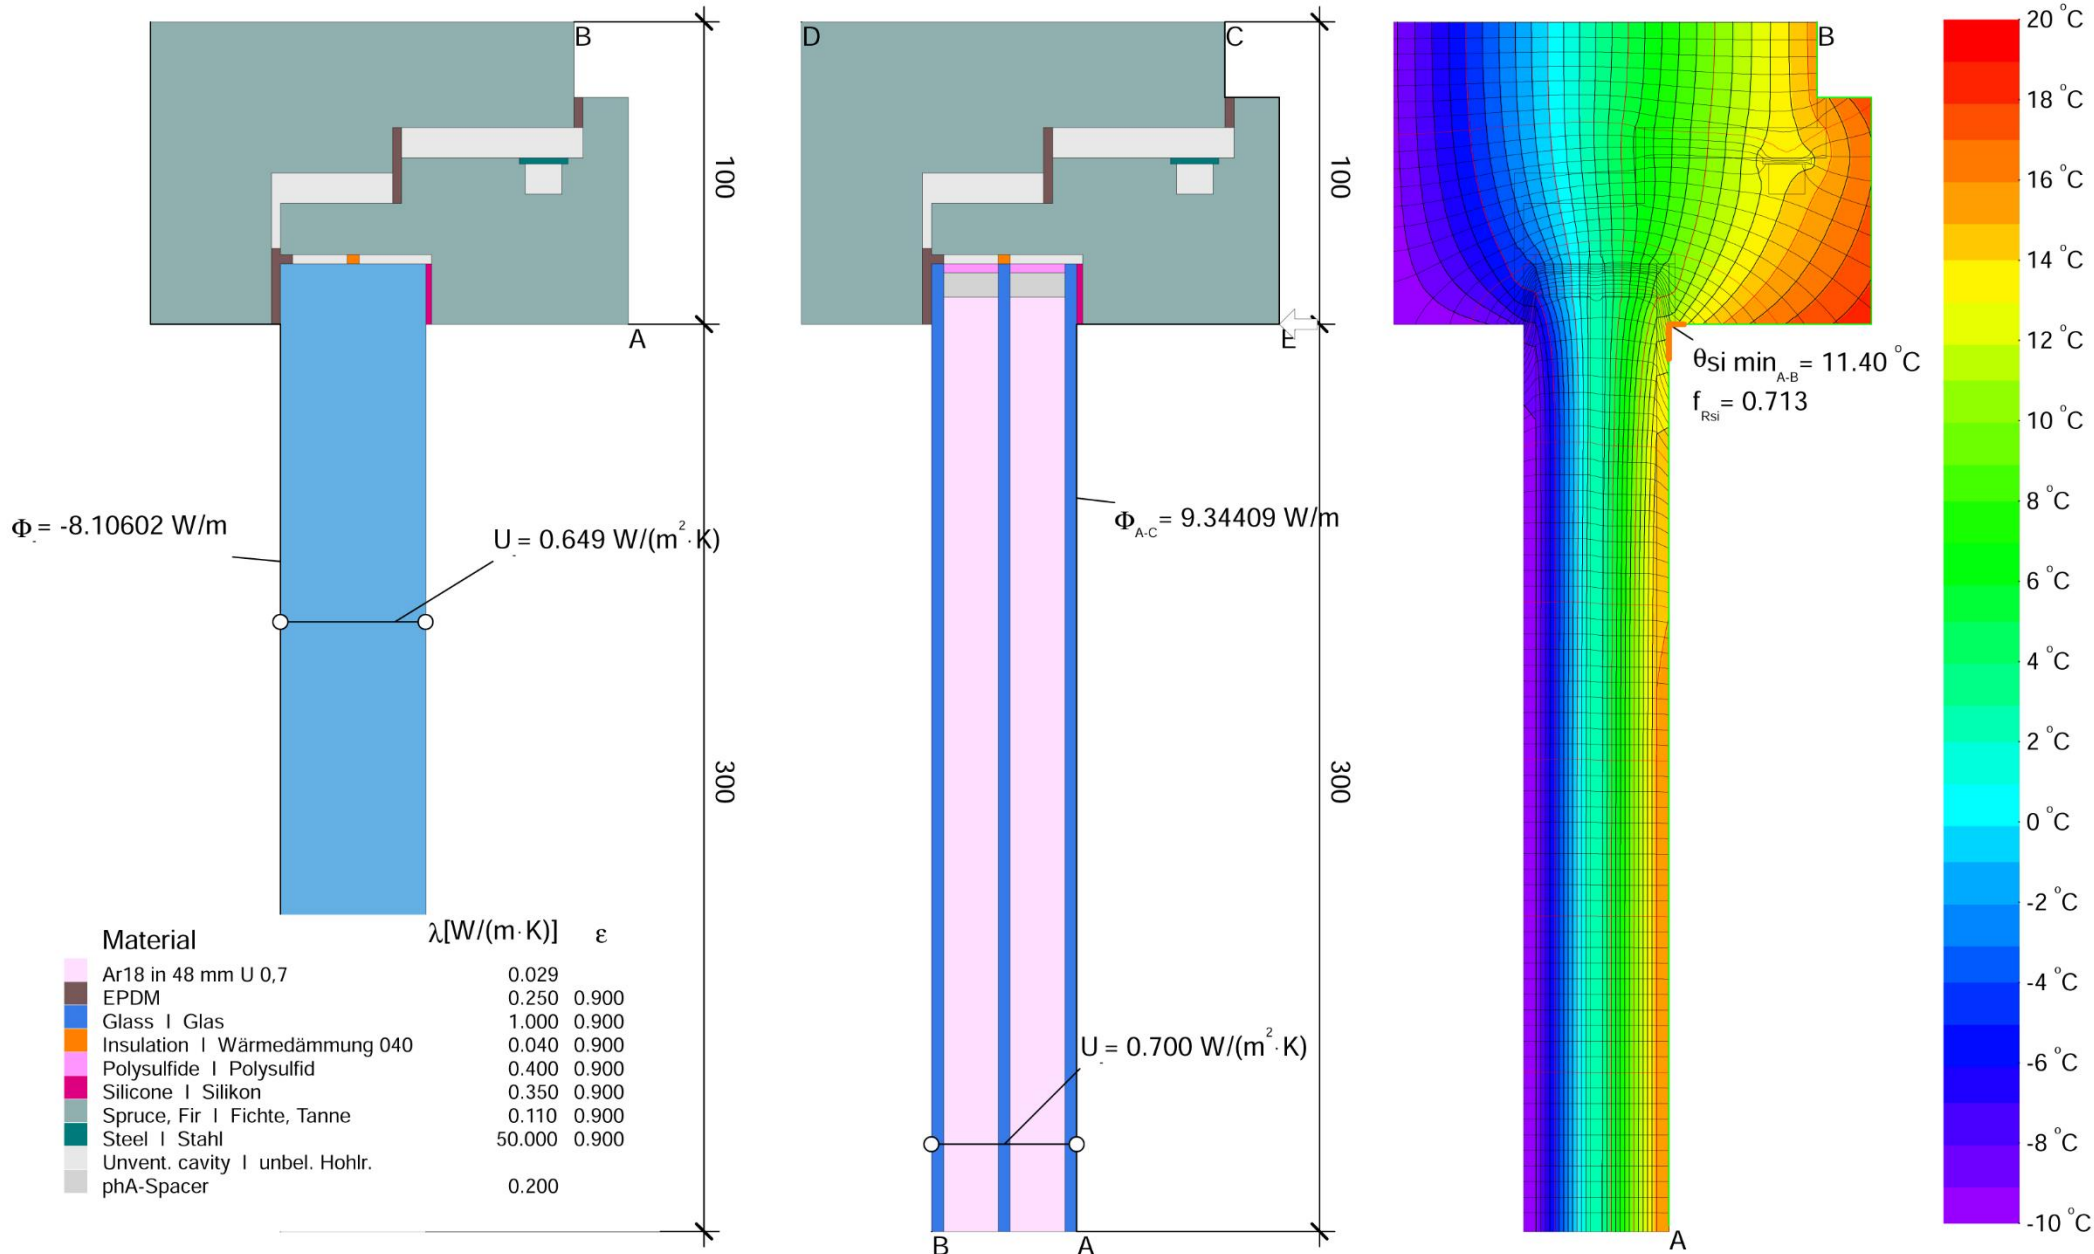 B
100
A
Φ = -8.10602 W/m
U = 0.649 W/(m²·K)
300
Material λ[W/(m·K)] ε
Ar18 in 48 mm U 0,7 0.029
EPDM 0.250 0.900
Glass I Glas 1.000 0.900
Insulation I Wärmedämmung 040 0.040 0.900
Polysulfide I Polysulfid 0.400 0.900
Silicone I Silikon 0.350 0.900
Spruce, Fir I Fichte, Tanne 0.110 0.900
Steel I Stahl 50.000 0.900
Unvent. cavity I unbel. Hohlr.
phA-Spacer 0.200
D C
100
E
Φ A-C = 9.34409 W/m
300
U = 0.700 W/(m²·K)
B A
B
θsi min A-B = 11.40 °C
f Rsi = 0.713
A
20 °C
18 °C
16 °C
14 °C
12 °C
10 °C
8 °C
6 °C
4 °C
2 °C
0 °C
-2 °C
-4 °C
-6 °C
-8 °C
-10 °C